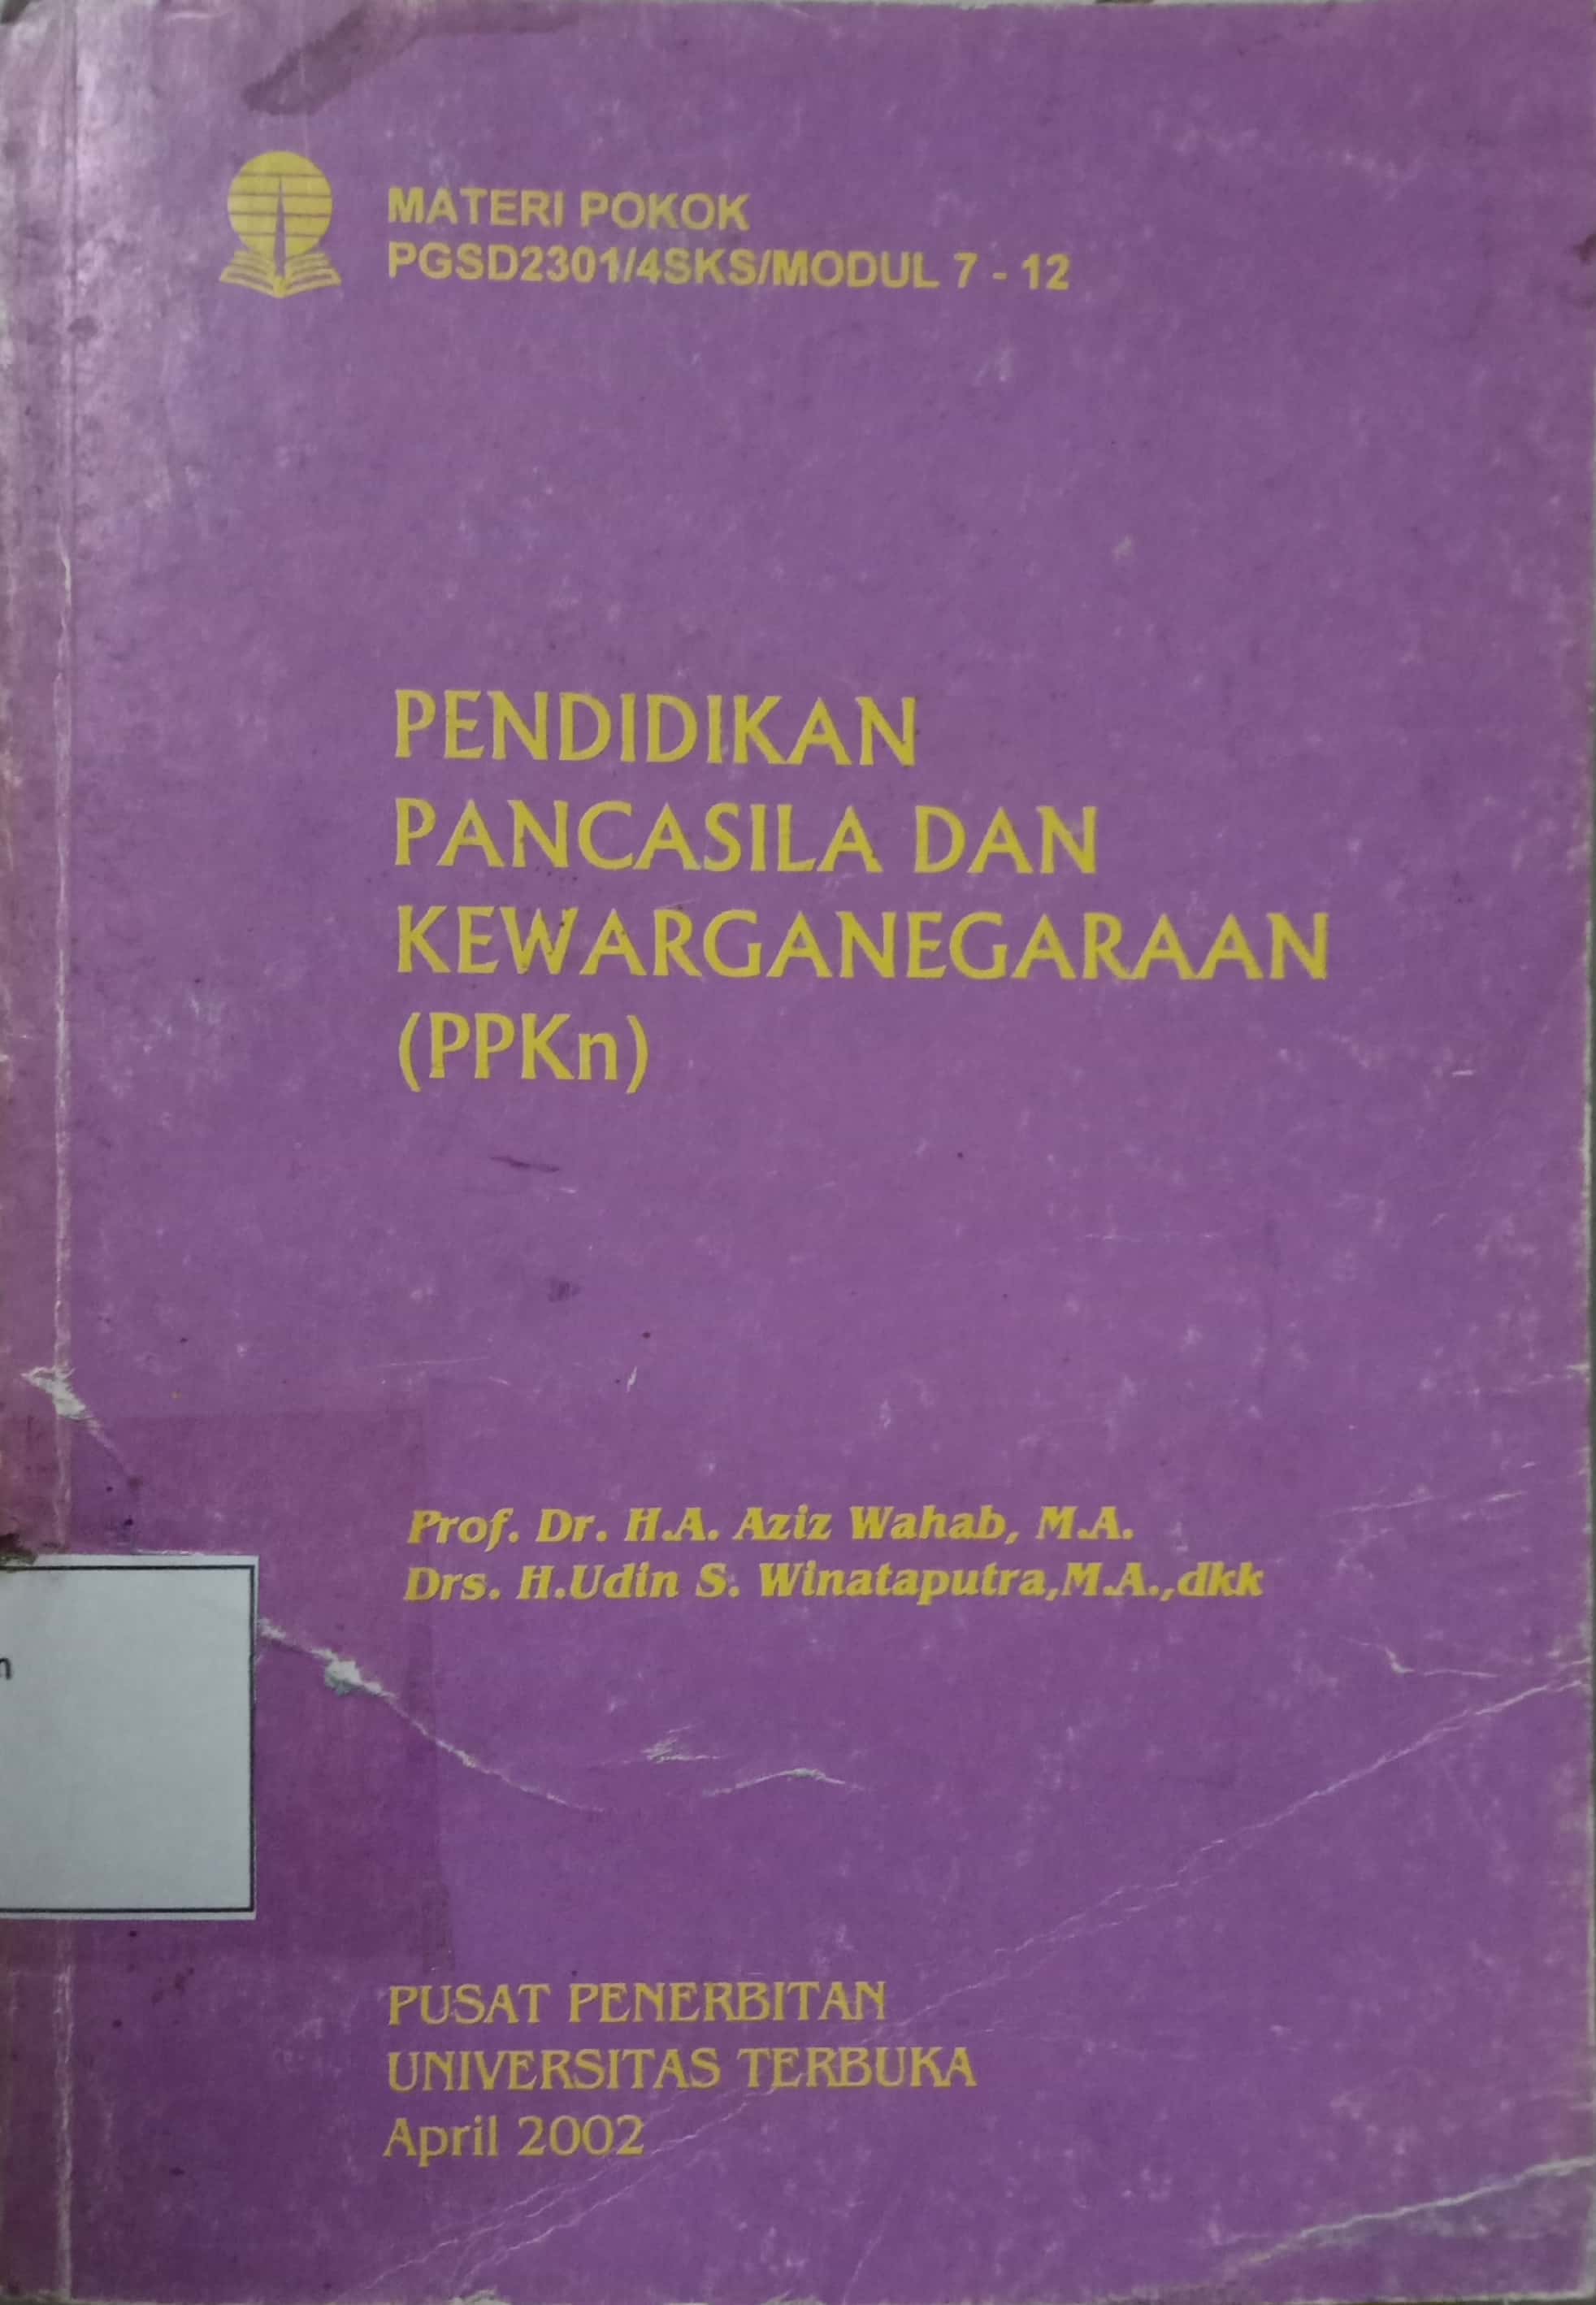 MATERI POKOK
PGSD2301/4SKS/MODUL 7 - 12
PENDIDIKAN
PANCASILA DAN
KEWARGANEGARAAN
(PPKn)
Prof. Dr. H.A. Aziz Wahab, M.A.
Drs. H.Udin S. Winataputra,M.A.,dkk
PUSAT PENERBITAN
UNIVERSITAS TERBUKA
April 2002